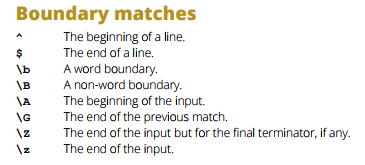 Boundary matches
^ The beginning of a line.
$ The end of a line.
\b A word boundary.
\B A non-word boundary.
\A The beginning of the input.
\G The end of the previous match.
\Z The end of the input but for the final terminator, if any.
\z The end of the input.